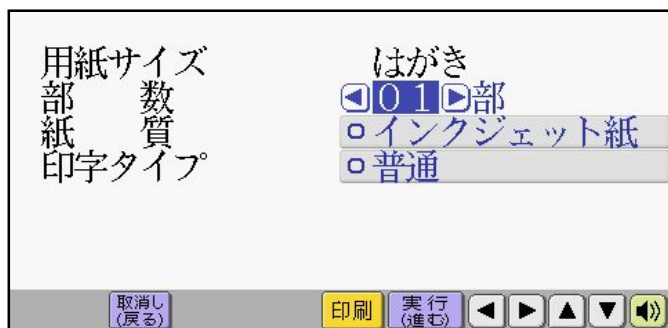 用紙サイズ はがき
部 数 01部
紙 質 インクジェット紙
印字タイプ 普通
取消し 印刷 実行
(戻る) (進む)